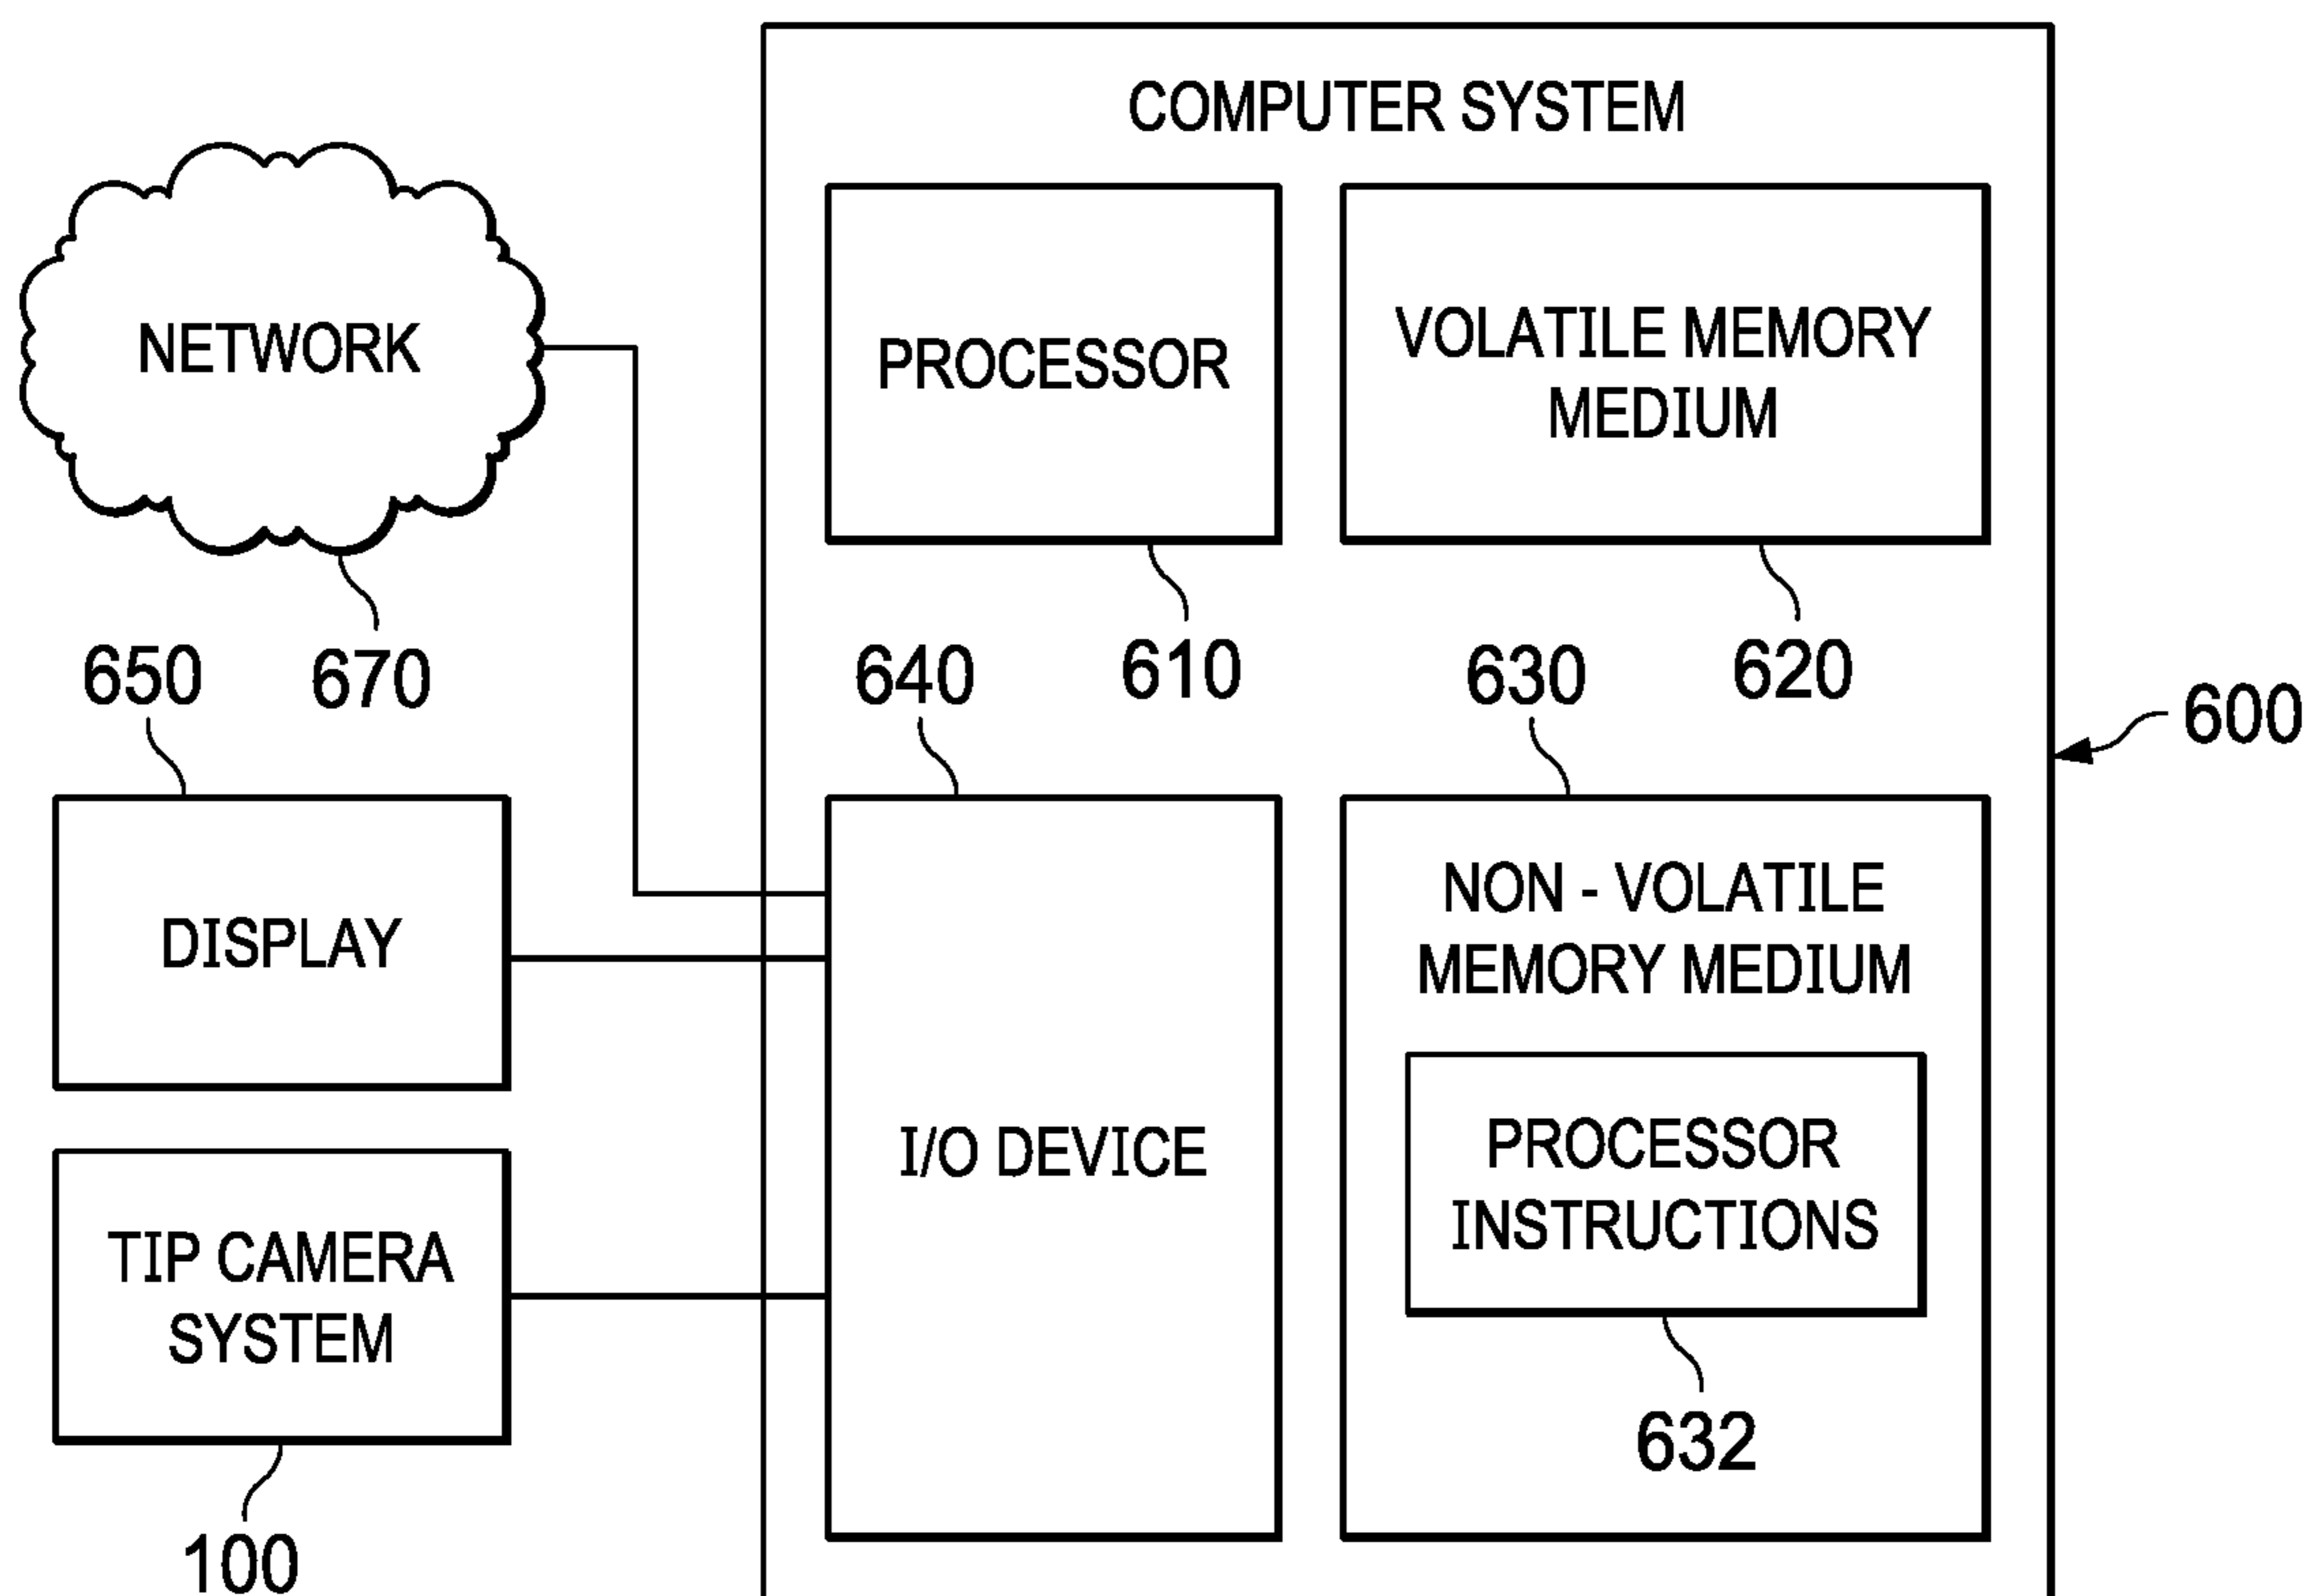 COMPUTER SYSTEM
NETWORK
PROCESSOR
VOLATILE MEMORY
MEDIUM
650
670
640
610
630
620
600
DISPLAY
I/O DEVICE
NON - VOLATILE
MEMORY MEDIUM
PROCESSOR
INSTRUCTIONS
632
TIP CAMERA
SYSTEM
100